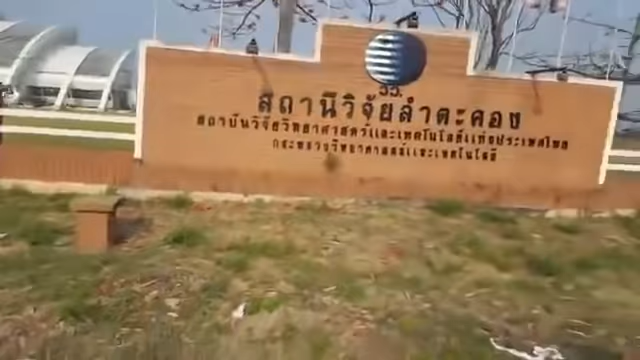 วว.
สถานีวิจัยลำตะคอง
สถาบันวิจัยวิทยาศาสตร์และเทคโนโลยีแห่งประเทศไทย
กระทรวงวิทยาศาสตร์และเทคโนโลยี